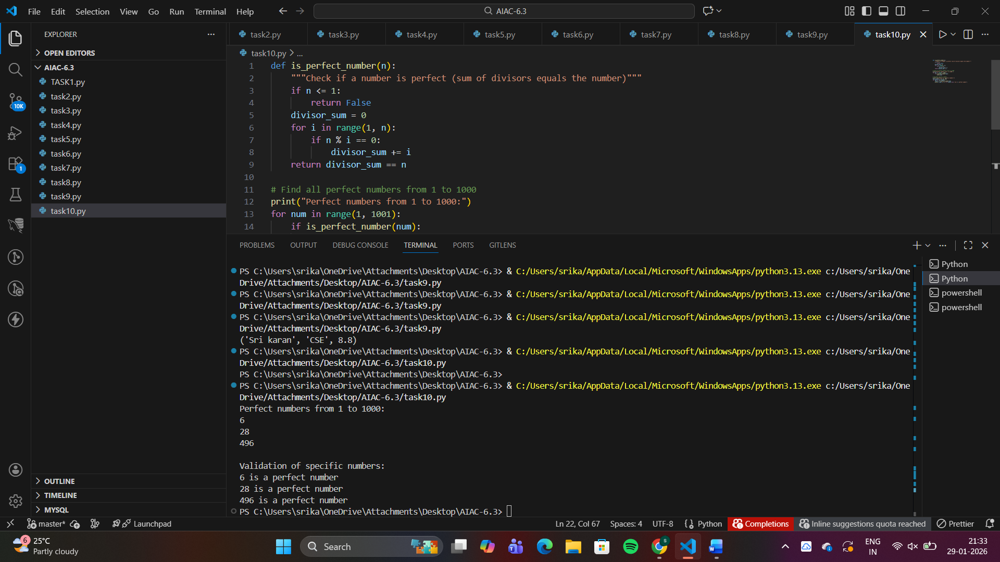 File Edit Selection View Go Run Terminal Help
AIAC-6.3
EXPLORER
OPEN EDITORS
AIAC-6.3
TASK1.py
task2.py
task3.py
task4.py
task5.py
task6.py
task7.py
task8.py
task9.py
task10.py
OUTLINE
TIMELINE
MYSQL
10K
1
task2.py task3.py task4.py task5.py task6.py task7.py task8.py task9.py task10.py
task10.py > ...
1 def is_perfect_number(n):
2 """Check if a number is perfect (sum of divisors equals the number)"""
3 if n <= 1:
4 return False
5 divisor_sum = 0
6 for i in range(1, n):
7 if n % i == 0:
8 divisor_sum += i
9 return divisor_sum == n
10
11 # Find all perfect numbers from 1 to 1000
12 print("Perfect numbers from 1 to 1000:")
13 for num in range(1, 1001):
14 if is_perfect_number(num):
PROBLEMS OUTPUT DEBUG CONSOLE TERMINAL PORTS GITLENS
PS C:\Users\srika\OneDrive\Attachments\Desktop\AIAC-6.3> & C:/Users/srika/AppData/Local/Microsoft/WindowsApps/python3.13.exe c:/Users/srika/One
Drive/Attachments/Desktop/AIAC-6.3/task9.py
PS C:\Users\srika\OneDrive\Attachments\Desktop\AIAC-6.3> & C:/Users/srika/AppData/Local/Microsoft/WindowsApps/python3.13.exe c:/Users/srika/One
Drive/Attachments/Desktop/AIAC-6.3/task9.py
PS C:\Users\srika\OneDrive\Attachments\Desktop\AIAC-6.3> & C:/Users/srika/AppData/Local/Microsoft/WindowsApps/python3.13.exe c:/Users/srika/One
Drive/Attachments/Desktop/AIAC-6.3/task9.py
('Sri karan', 'CSE', 8.8)
PS C:\Users\srika\OneDrive\Attachments\Desktop\AIAC-6.3> & C:/Users/srika/AppData/Local/Microsoft/WindowsApps/python3.13.exe c:/Users/srika/One
Drive/Attachments/Desktop/AIAC-6.3/task10.py
PS C:\Users\srika\OneDrive\Attachments\Desktop\AIAC-6.3>
PS C:\Users\srika\OneDrive\Attachments\Desktop\AIAC-6.3> & C:/Users/srika/AppData/Local/Microsoft/WindowsApps/python3.13.exe c:/Users/srika/One
Drive/Attachments/Desktop/AIAC-6.3/task10.py
Perfect numbers from 1 to 1000:
6
28
496
Validation of specific numbers:
6 is a perfect number
28 is a perfect number
496 is a perfect number
PS C:\Users\srika\OneDrive\Attachments\Desktop\AIAC-6.3>
Python
Python
powershell
powershell
master* Launchpad Ln 22, Col 67 Spaces: 4 UTF-8 {} Python Completions Inline suggestions quota reached Prettier
6 25°C
Partly cloudy
Search
ENG
IN
21:33
29-01-2026